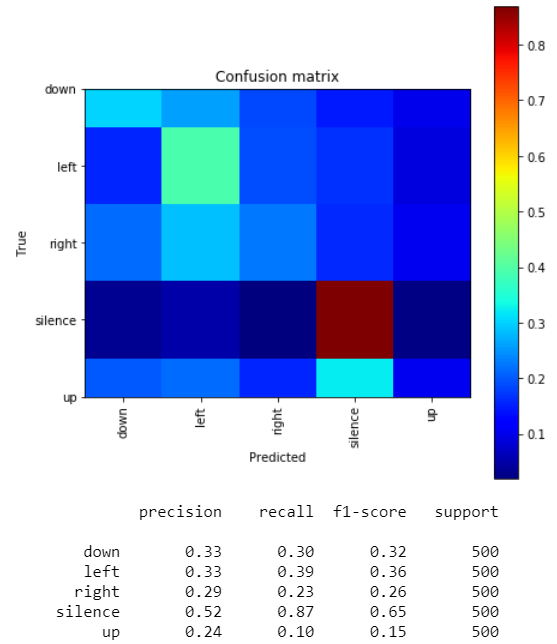 Confusion matrix
down
left
right
silence
up
True
down
left
right
silence
up
Predicted
0.8
0.7
0.6
0.5
0.4
0.3
0.2
0.1
precision recall f1-score support
down 0.33 0.30 0.32 500
left 0.33 0.39 0.36 500
right 0.29 0.23 0.26 500
silence 0.52 0.87 0.65 500
up 0.24 0.10 0.15 500